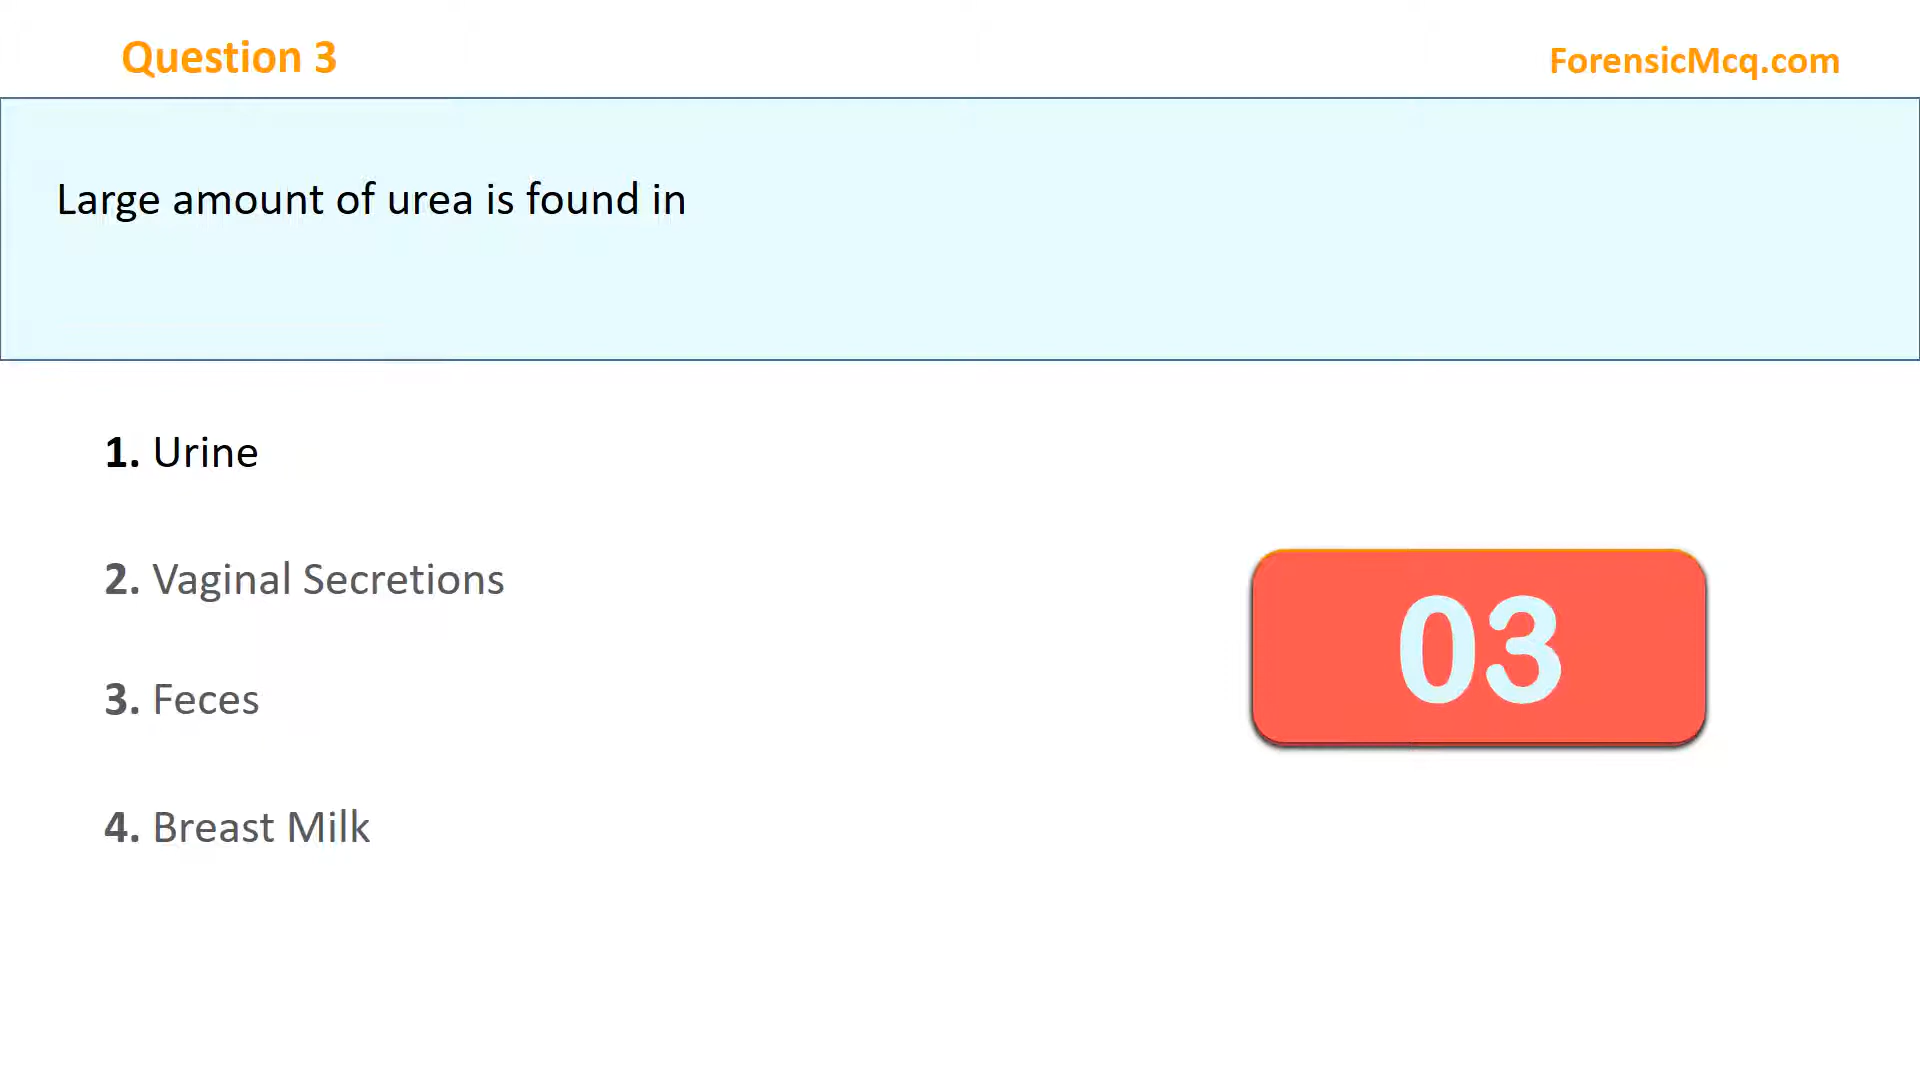 Question 3
ForensicMcq.com
Large amount of urea is found in
1. Urine
2. Vaginal Secretions
03
3. Feces
4. Breast Milk